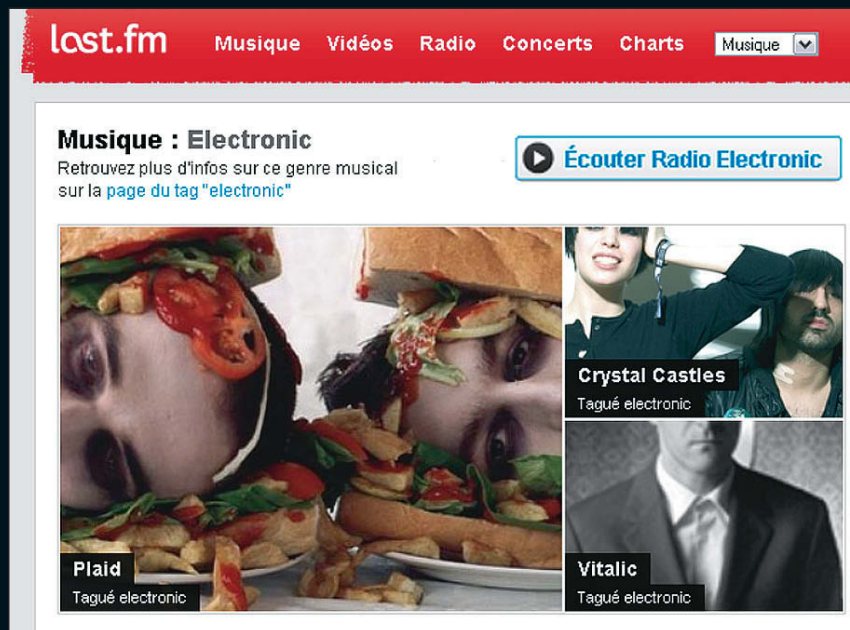 last.fm
Musique Vidéos Radio Concerts Charts Musique
Musique : Electronic
Retrouvez plus d'infos sur ce genre musical
sur la page du tag "electronic"
Écouter Radio Electronic
Crystal Castles
Tagué electronic
Plaid
Tagué electronic
Vitalic
Tagué electronic